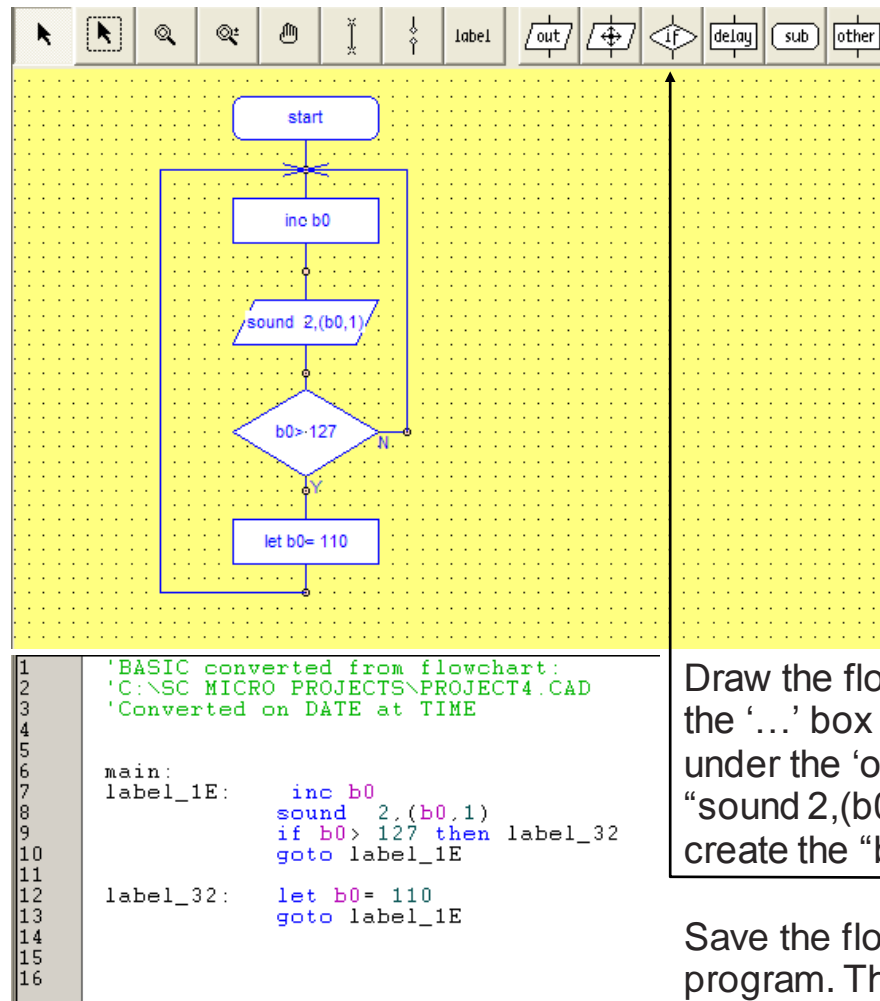 label out if delay sub other
start
inc b0
sound 2,(b0,1)
b0> 127
N
Y
let b0= 110
1 'BASIC converted from flowchart:
2 'C:\SC MICRO PROJECTS\PROJECT4.CAD
3 'Converted on DATE at TIME
4
5
6 main:
7 label_1E: inc b0
8 sound 2,(b0,1)
9 if b0> 127 then label_32
10 goto label_1E
11
12 label_32: let b0= 110
13 goto label_1E
14
15
16
Draw the flo
the ‘…’ box
under the ‘o
“sound 2,(b0
create the “b
Save the flo
program. Th